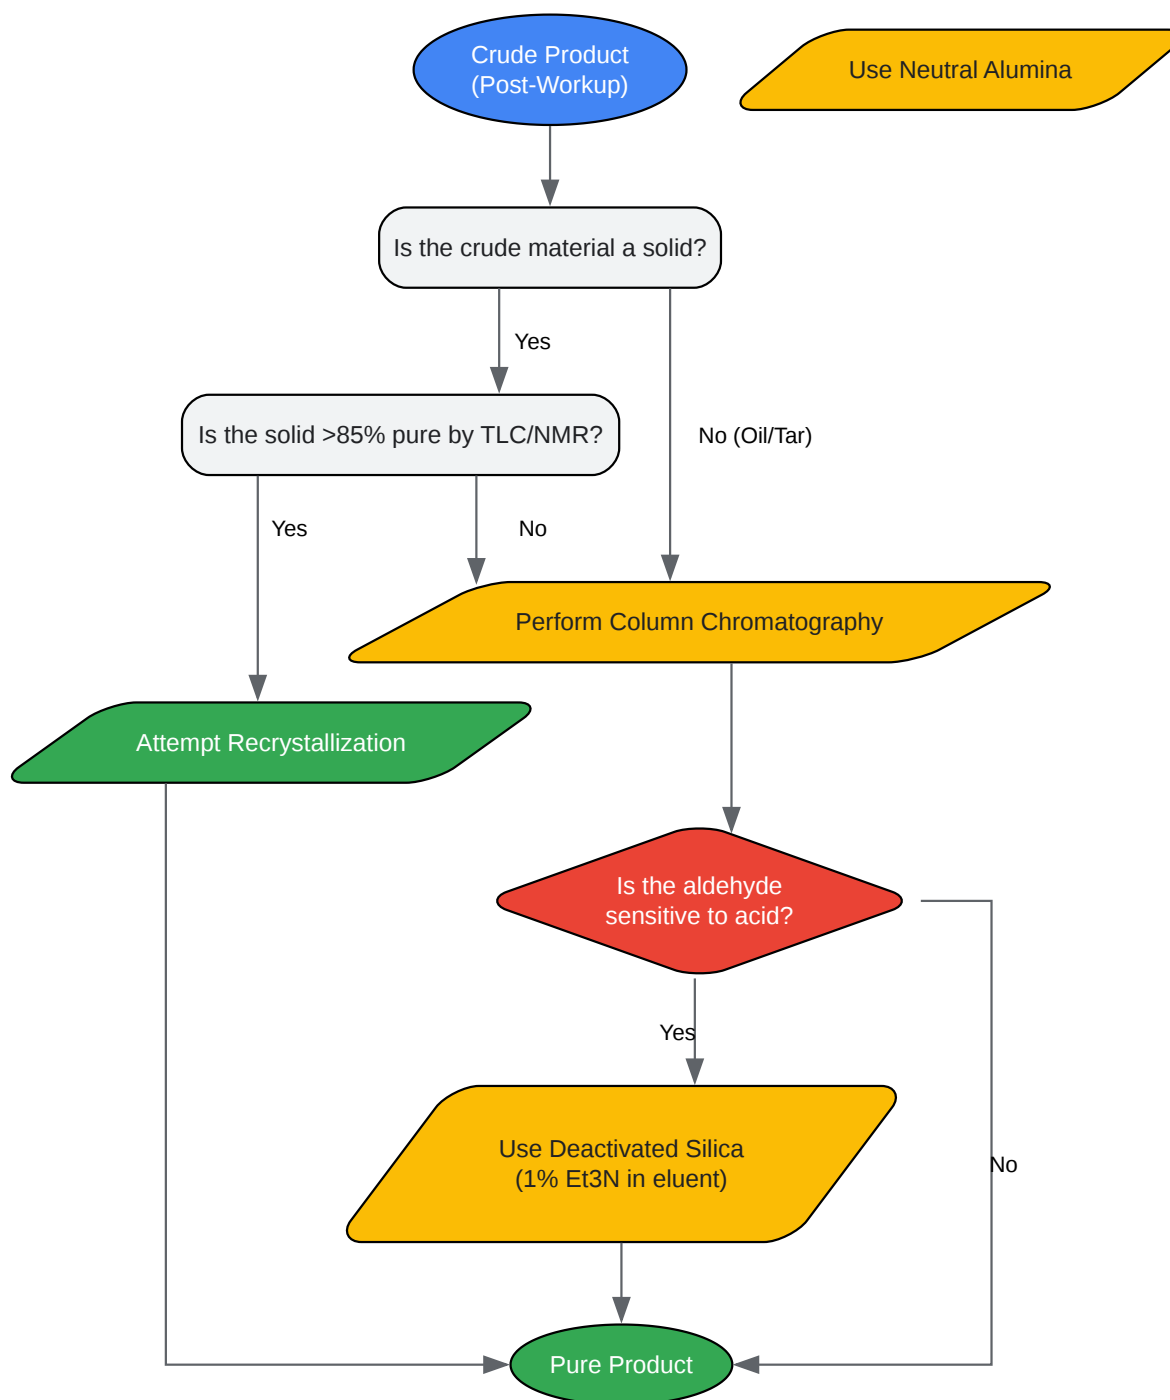 Crude Product
(Post-Workup)
Use Neutral Alumina
Is the crude material a solid?
Yes
Is the solid >85% pure by TLC/NMR?
No (Oil/Tar)
Yes
No
Perform Column Chromatography
Attempt Recrystallization
Is the aldehyde
sensitive to acid?
Yes
Use Deactivated Silica
(1% Et3N in eluent)
No
Pure Product